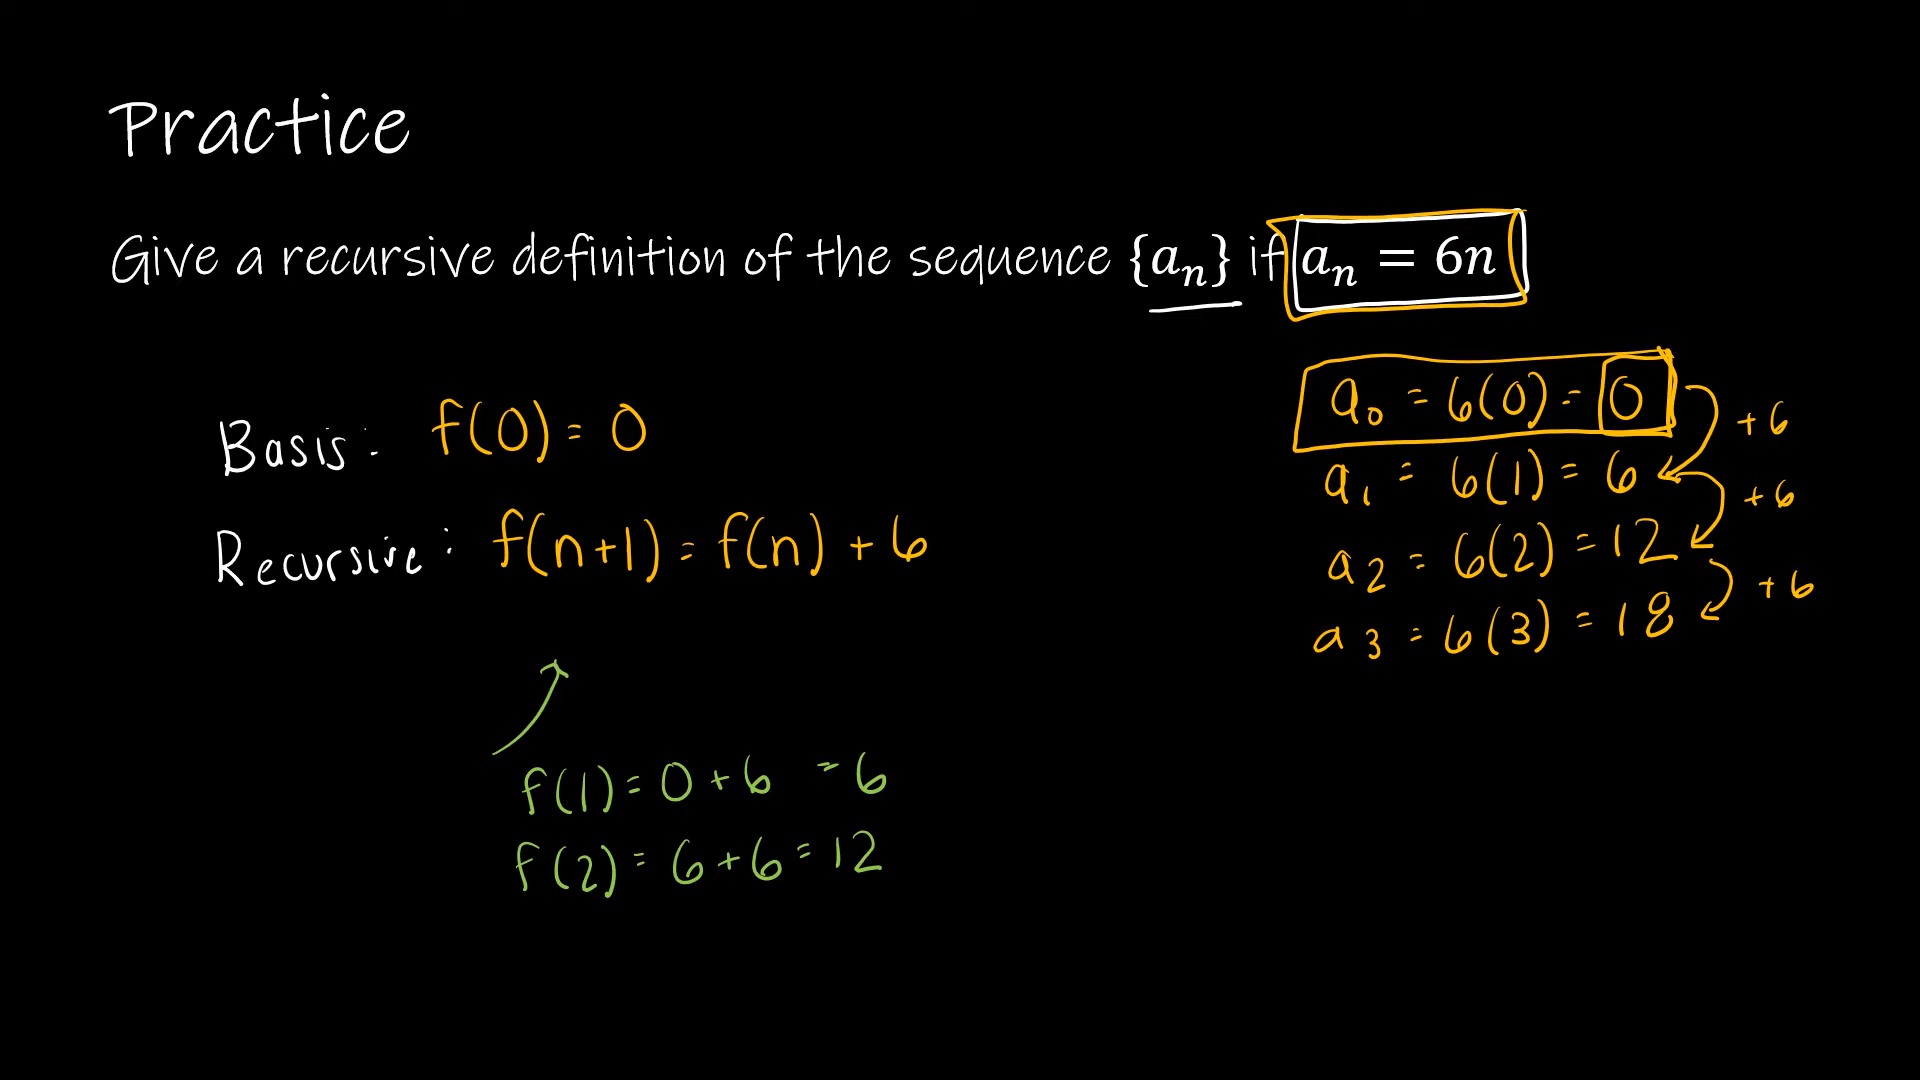 Practice
Give a recursive definition of the sequence {aₙ} if aₙ = 6n
Basis: f(0) = 0
Recursive: f(n+1) = f(n) + 6
a₀ = 6(0) = 0
+6
a₁ = 6(1) = 6
+6
a₂ = 6(2) = 12
+6
a₃ = 6(3) = 18
f(1) = 0 + 6 = 6
f(2) = 6 + 6 = 12